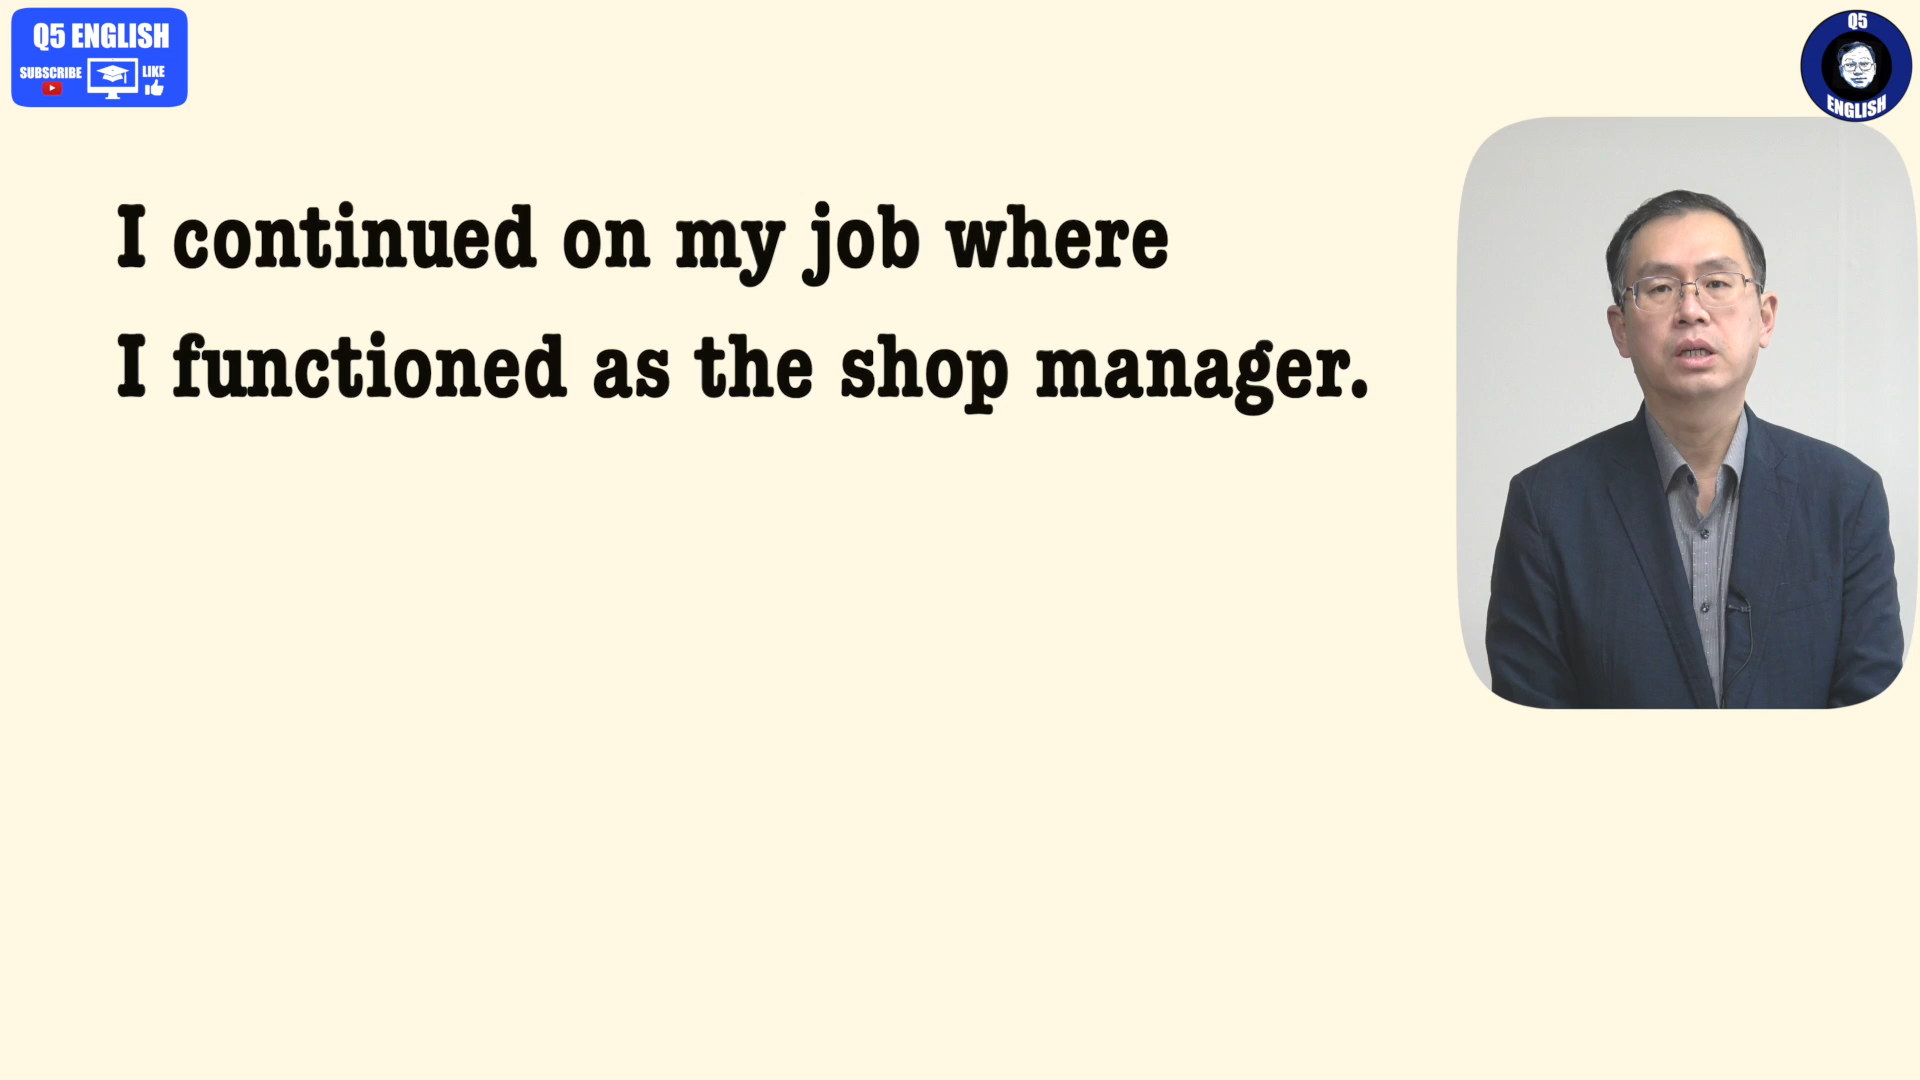 Q5 ENGLISH
SUBSCRIBE
LIKE
Q5
ENGLISH
I continued on my job where
I functioned as the shop manager.